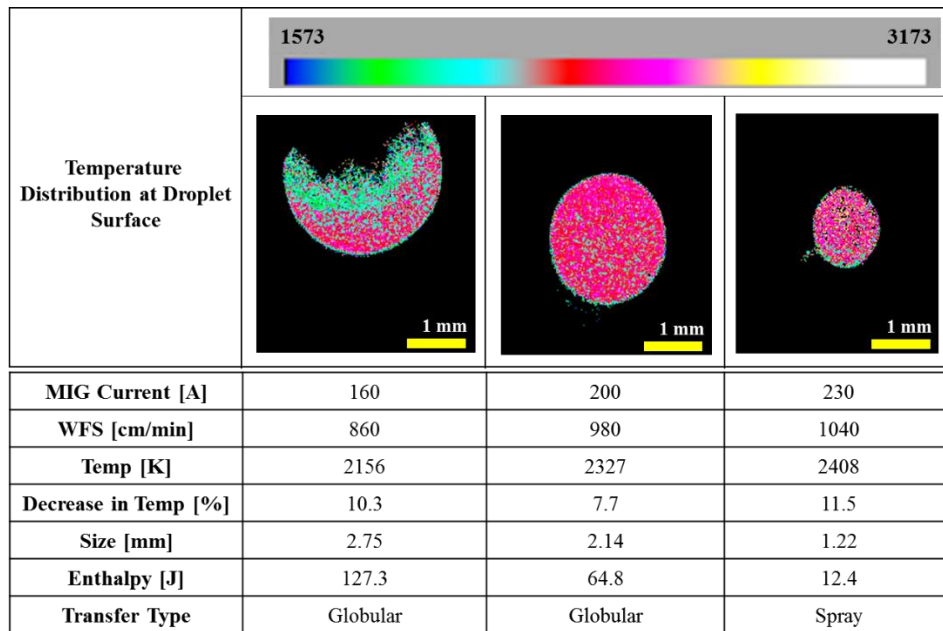 1573 3173
Temperature
Distribution at Droplet
Surface
1 mm 1 mm 1 mm
MIG Current [A] 160 200 230
WFS [cm/min] 860 980 1040
Temp [K] 2156 2327 2408
Decrease in Temp [%] 10.3 7.7 11.5
Size [mm] 2.75 2.14 1.22
Enthalpy [J] 127.3 64.8 12.4
Transfer Type Globular Globular Spray